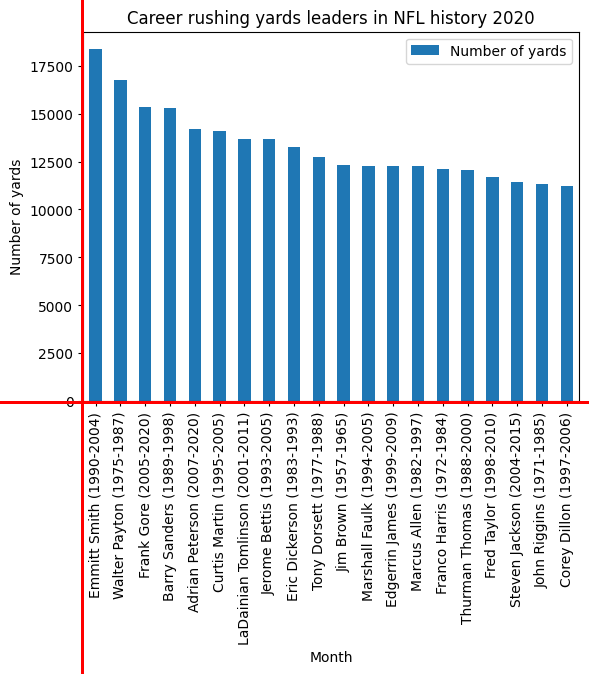 Career rushing yards leaders in NFL history 2020
Number of yards
Number of yards
17500
15000
12500
10000
7500
5000
2500
0
Emmitt Smith (1990-2004)
Walter Payton (1975-1987)
Frank Gore (2005-2020)
Barry Sanders (1989-1998)
Adrian Peterson (2007-2020)
Curtis Martin (1995-2005)
LaDainian Tomlinson (2001-2011)
Jerome Bettis (1993-2005)
Eric Dickerson (1983-1993)
Tony Dorsett (1977-1988)
Jim Brown (1957-1965)
Marshall Faulk (1994-2005)
Edgerrin James (1999-2009)
Marcus Allen (1982-1997)
Franco Harris (1972-1984)
Thurman Thomas (1988-2000)
Fred Taylor (1998-2010)
Steven Jackson (2004-2015)
John Riggins (1971-1985)
Corey Dillon (1997-2006)
Month